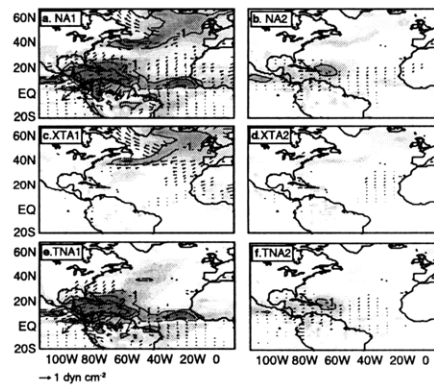 60N a. NA1 b. NA2
40N
20N
EQ
20S
60N c. XTA1 d. XTA2
40N
20N
EQ
20S
60N e. TNA1 f. TNA2
40N
20N
EQ
20S
100W 80W 60W 40W 20W 0 100W 80W 60W 40W 20W 0
→ 1 dyn cm⁻²